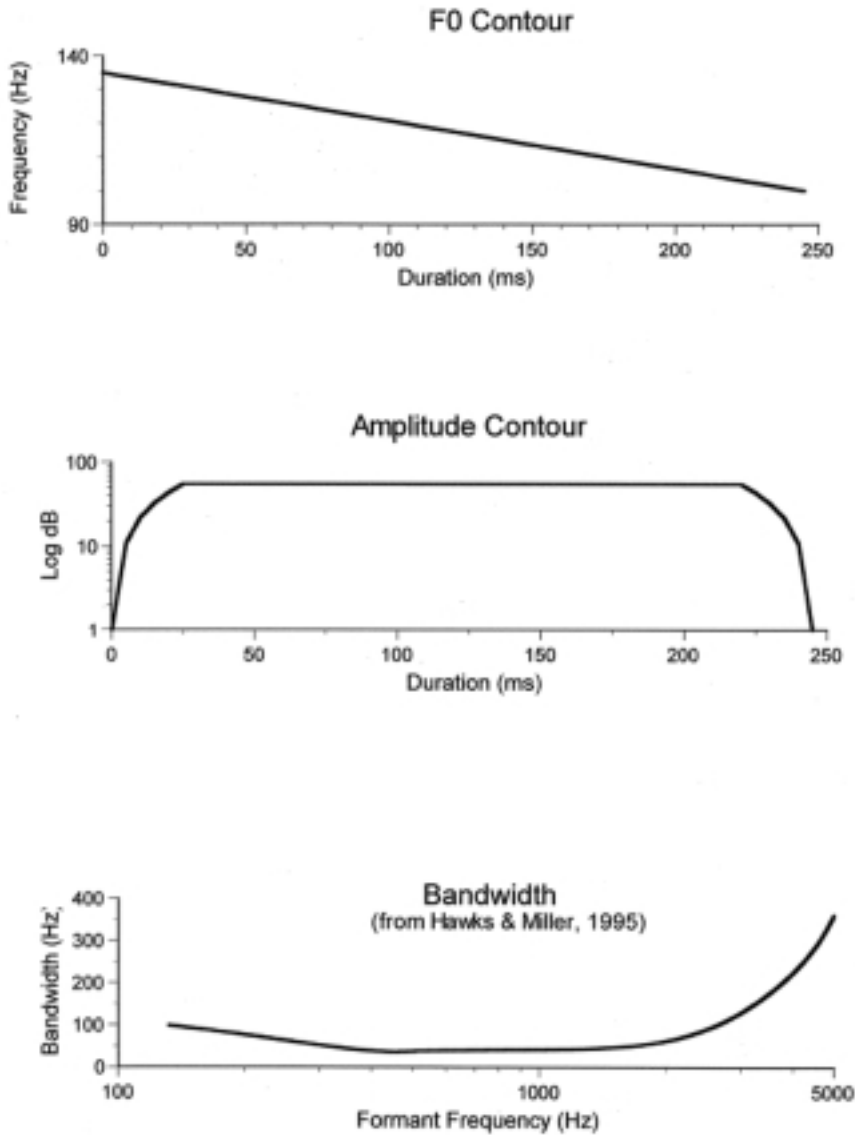 F0 Contour
Frequency (Hz)
140
90
0 50 100 150 200 250
Duration (ms)
Amplitude Contour
Log dB
100
10
1
0 50 100 150 200 250
Duration (ms)
Bandwidth
(from Hawks & Miller, 1995)
Bandwidth (Hz)
400
300
200
100
0
100 1000 5000
Formant Frequency (Hz)